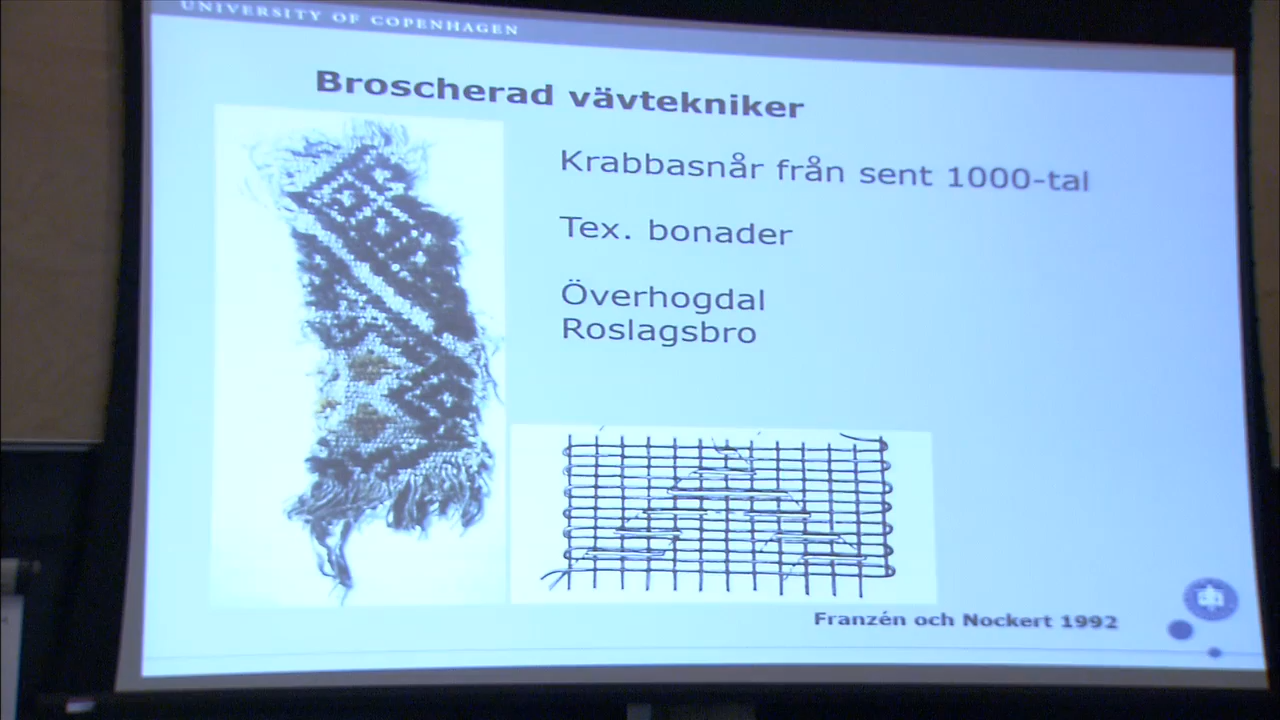 UNIVERSITY OF COPENHAGEN
Broscherad vävtekniker
Krabbasnår från sent 1000-tal
Tex. bonader
Överhogdal
Roslagsbro
Franzén och Nockert 1992